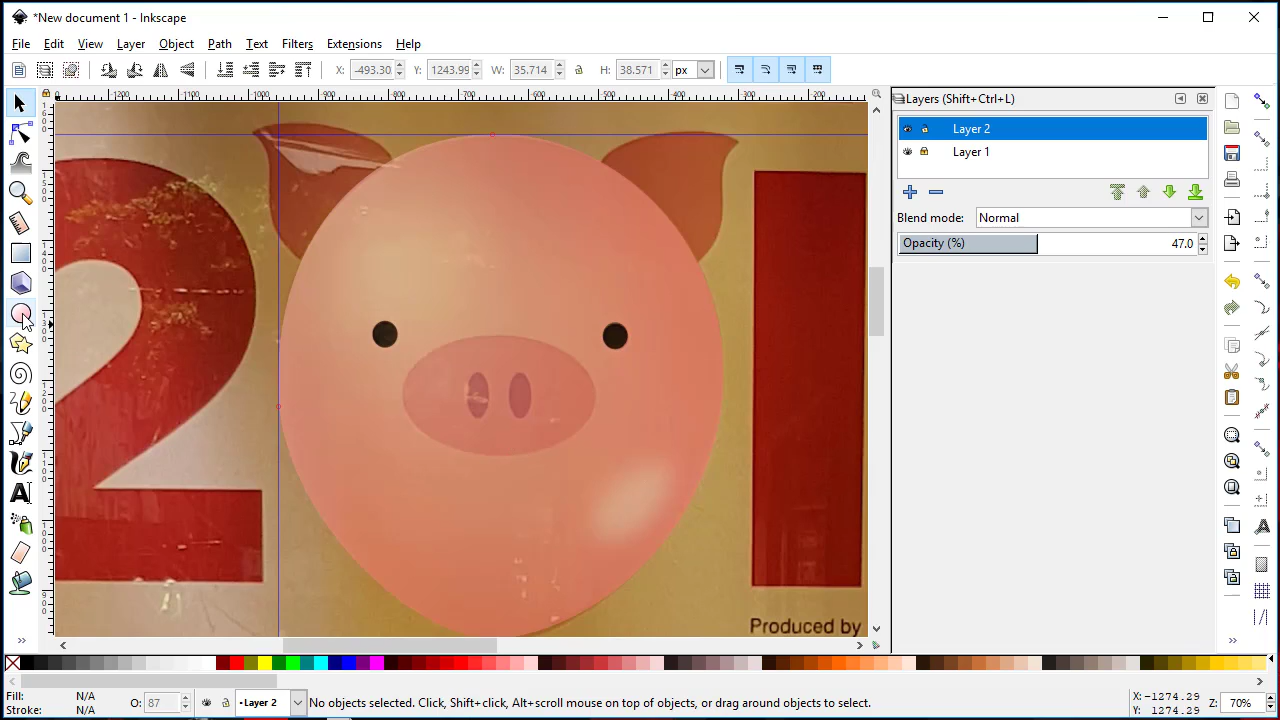 *New document 1 - Inkscape
File Edit View Layer Object Path Text Filters Extensions Help
X: -493.30 Y: 1243.99 W: 35.714 H: 38.571 px
Layers (Shift+Ctrl+L)
Layer 2
Layer 1
Blend mode: Normal
Opacity (%) 47.0
2
Produced by
Fill: N/A
Stroke: N/A
O: 87
Layer 2
No objects selected. Click, Shift+click, Alt+scroll mouse on top of objects, or drag around objects to select.
X: -1274.29
Y: 1274.29
Z: 70%